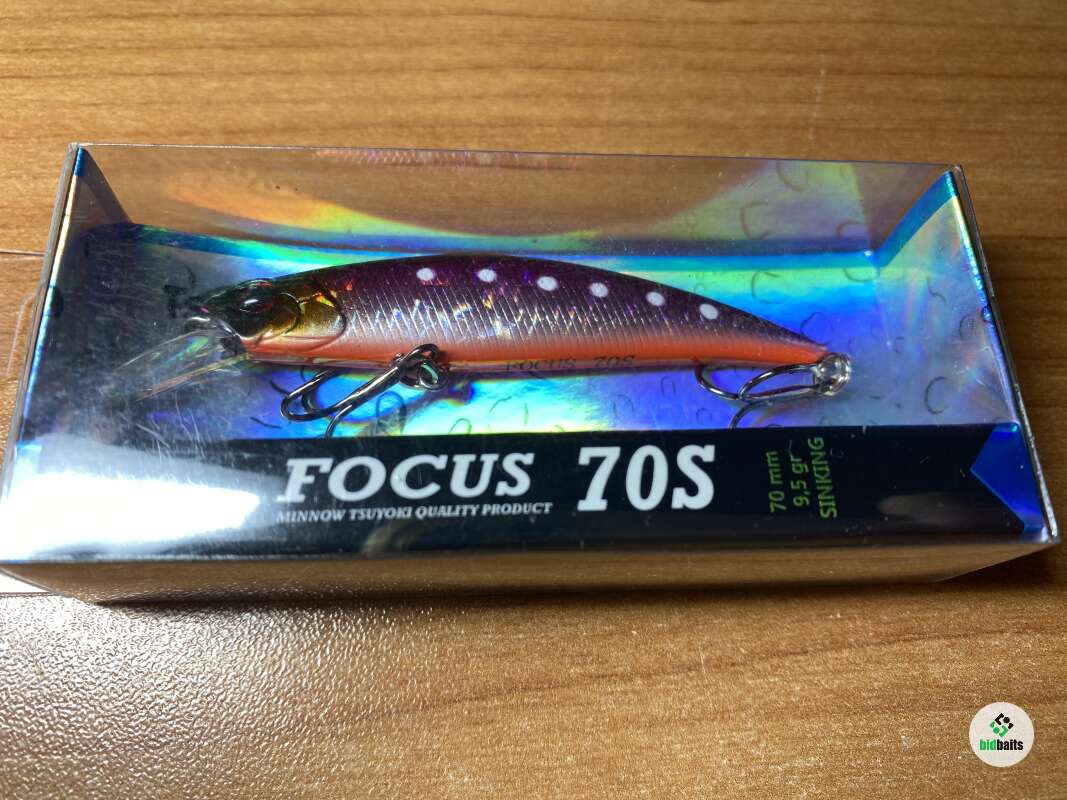 FOCUS 70S
FOCUS 70S
MINNOW TSUYOKI QUALITY PRODUCT
70 mm
9,5 gr
SINKING
bidbaits